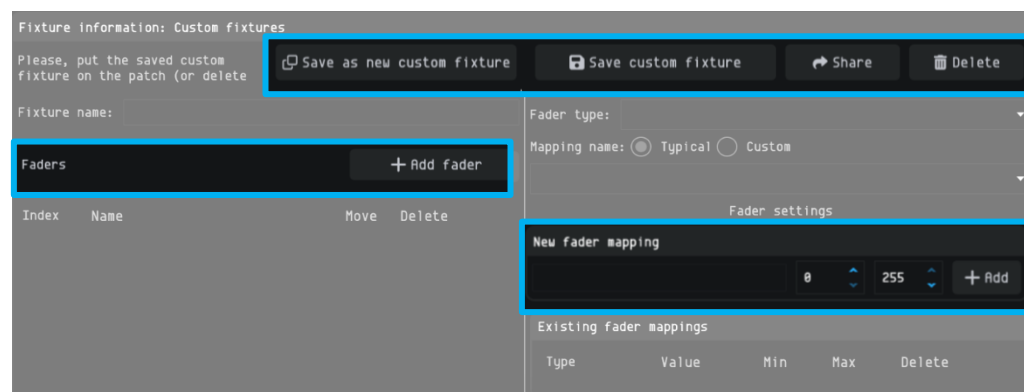 Fixture information: Custom fixtures
Please, put the saved custom
fixture on the patch (or delete
Save as new custom fixture
Save custom fixture
Share
Delete
Fixture name:
Fader type:
Mapping name: Typical Custom
Faders
+ Add fader
Index Name Move Delete
Fader settings
New fader mapping
0 255 + Add
Existing fader mappings
Type Value Min Max Delete